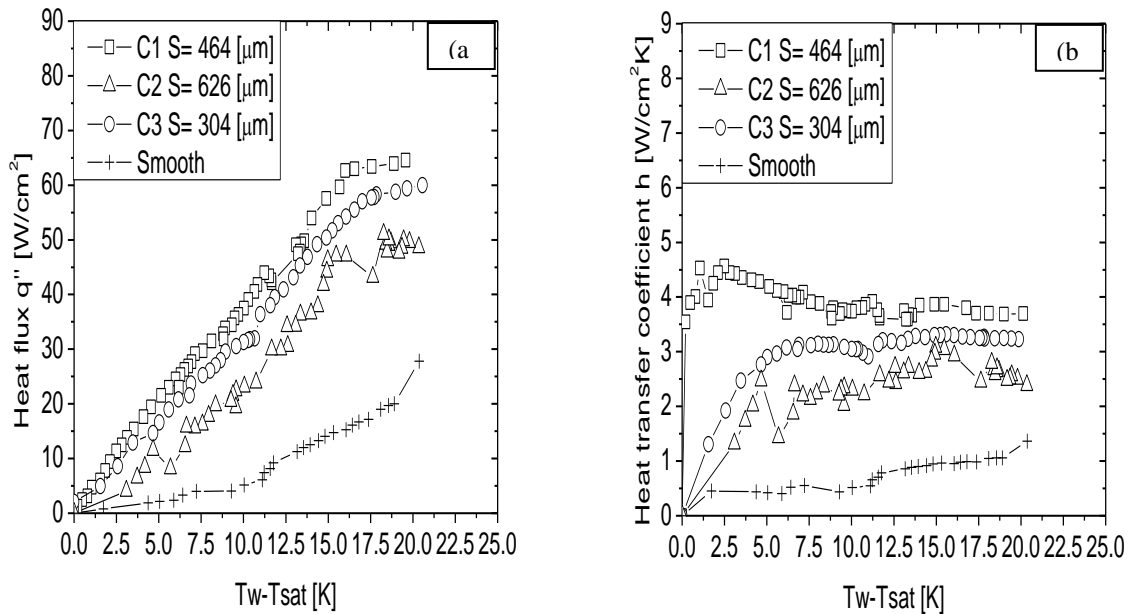 (a
C1 S= 464 [μm]
C2 S= 626 [μm]
C3 S= 304 [μm]
Smooth
Heat flux q" [W/cm²]
90
80
70
60
50
40
30
20
10
0
0.0 2.5 5.0 7.5 10.0 12.5 15.0 17.5 20.0 22.5 25.0
Tw-Tsat [K]
(b)
C1 S= 464 [μm]
C2 S= 626 [μm]
C3 S= 304 [μm]
Smooth
Heat transfer coefficient h [W/cm²K]
9
8
7
6
5
4
3
2
1
0
0.0 2.5 5.0 7.5 10.0 12.5 15.0 17.5 20.0 22.5 25.0
Tw-Tsat [K]